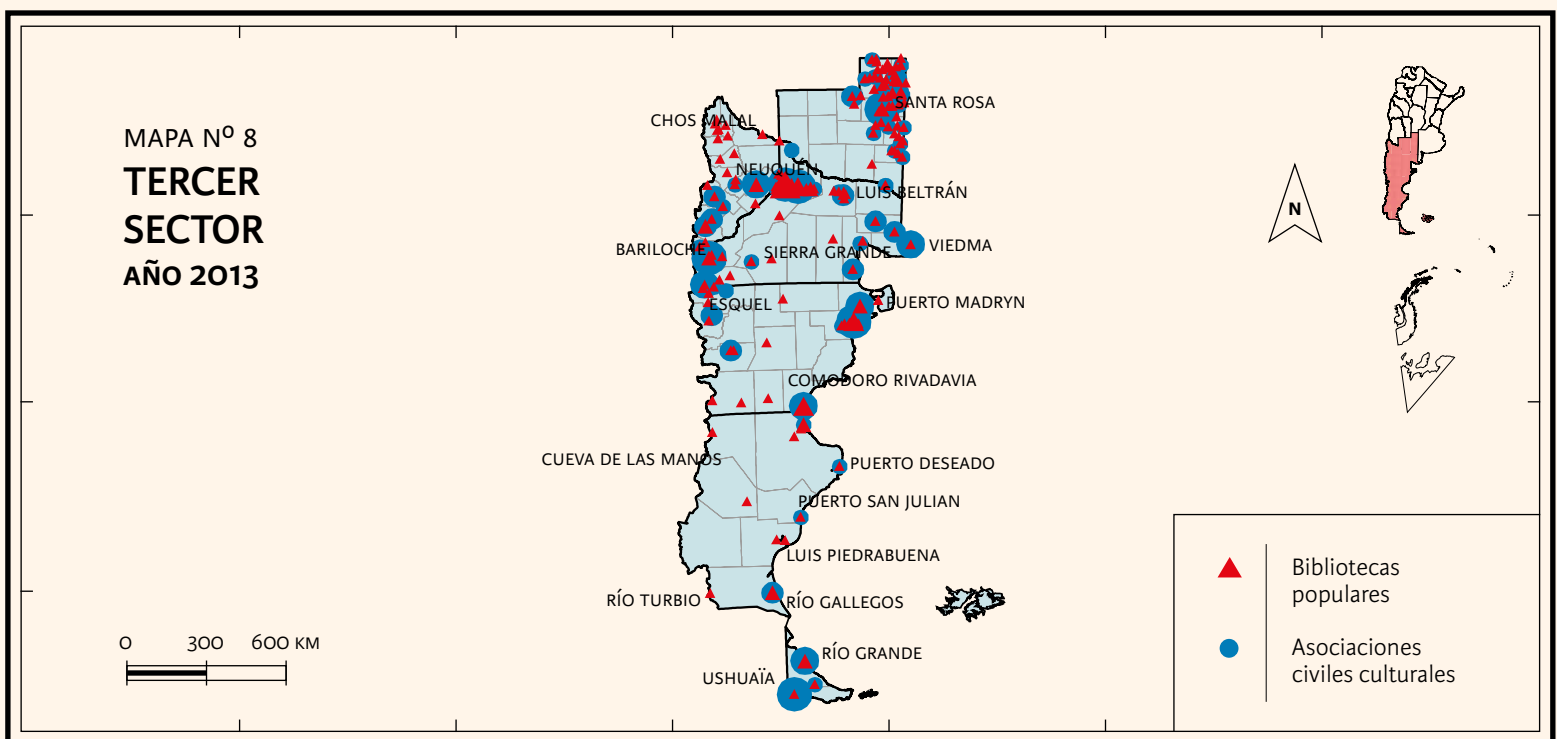 MAPA Nº 8
TERCER
SECTOR
AÑO 2013
CHOS MALAL
SANTA ROSA
NEUQUÉN
LUIS BELTRÁN
VIEDMA
BARILOCHE
SIERRA GRANDE
ESQUEL
PUERTO MADRYN
COMODORO RIVADAVIA
CUEVA DE LAS MANOS
PUERTO DESEADO
PUERTO SAN JULIAN
LUIS PIEDRABUENA
RÍO TURBIO
RÍO GALLEGOS
RÍO GRANDE
USHUAÏA
0 300 600 KM
N
Bibliotecas
populares
Asociaciones
civiles culturales